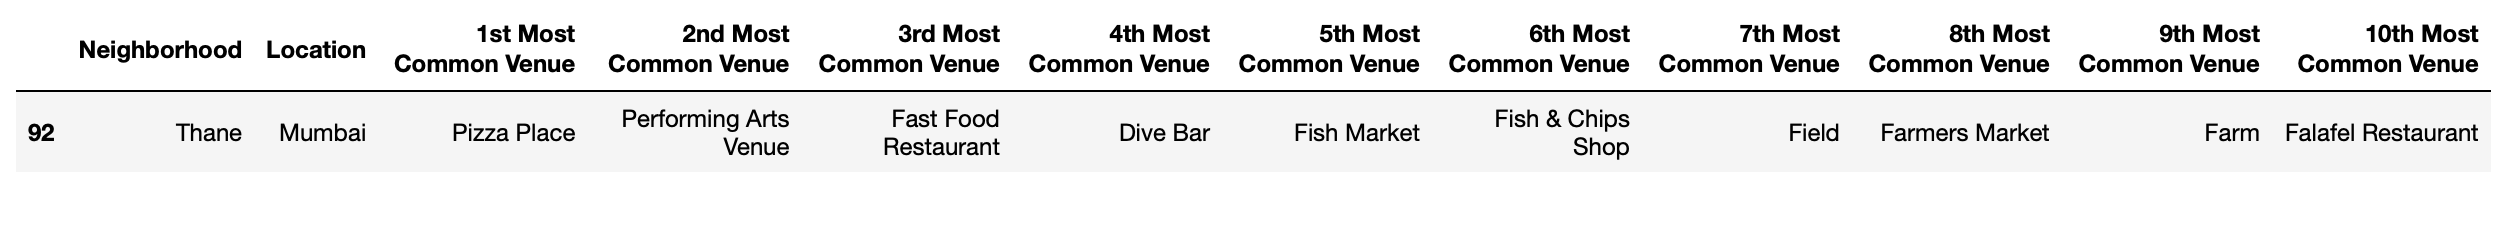 Neighborhood Location 1st Most Common Venue 2nd Most Common Venue 3rd Most Common Venue 4th Most Common Venue 5th Most Common Venue 6th Most Common Venue 7th Most Common Venue 8th Most Common Venue 9th Most Common Venue 10th Most Common Venue
92 Thane Mumbai Pizza Place Performing Arts Venue Fast Food Restaurant Dive Bar Fish Market Fish & Chips Shop Field Farmers Market Farm Falafel Restaurant